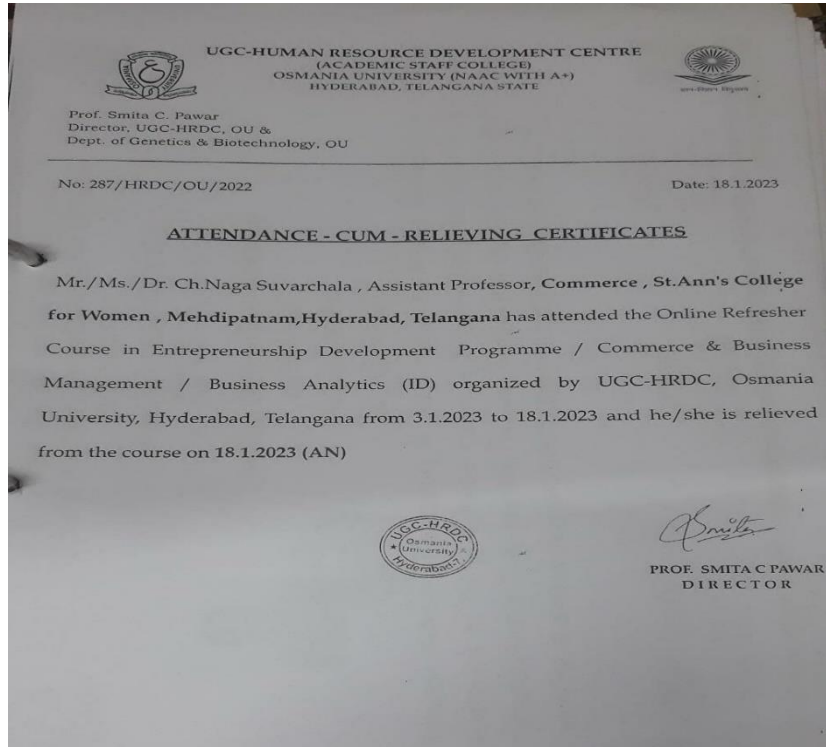 UGC-HUMAN RESOURCE DEVELOPMENT CENTRE
(ACADEMIC STAFF COLLEGE)
OSMANIA UNIVERSITY (NAAC WITH A+)
HYDERABAD, TELANGANA STATE
Prof. Smita C. Pawar
Director, UGC-HRDC, OU &
Dept. of Genetics & Biotechnology, OU
No: 287/HRDC/OU/2022
Date: 18.1.2023
ATTENDANCE - CUM - RELIEVING CERTIFICATES
Mr./Ms./Dr. Ch.Naga Suvarchala , Assistant Professor, Commerce , St.Ann's College
for Women , Mehdipatnam,Hyderabad, Telangana has attended the Online Refresher
Course in Entrepreneurship Development Programme / Commerce & Business
Management / Business Analytics (ID) organized by UGC-HRDC, Osmania
University, Hyderabad, Telangana from 3.1.2023 to 18.1.2023 and he/she is relieved
from the course on 18.1.2023 (AN)
UGC-HRDC
Osmania
University
Hyderabad-7
Smita
PROF. SMITA C PAWAR
DIRECTOR